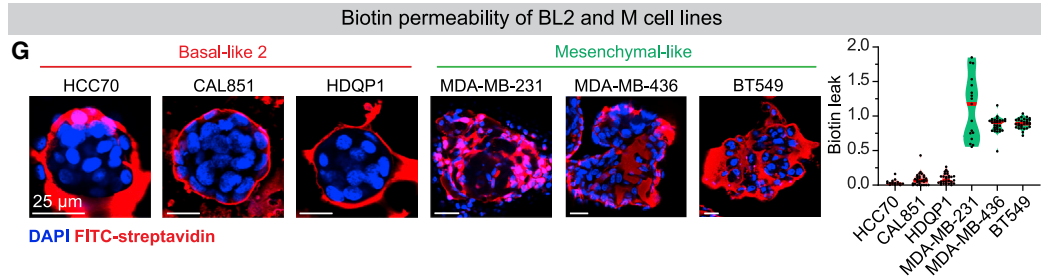 Biotin permeability of BL2 and M cell lines
G
Basal-like 2
Mesenchymal-like
HCC70
CAL851
HDQP1
MDA-MB-231
MDA-MB-436
BT549
25 µm
DAPI FITC-streptavidin
Biotin leak
2.0
1.5
1.0
0.5
0.0
HCC70
CAL851
HDQP1
MDA-MB-231
MDA-MB-436
BT549